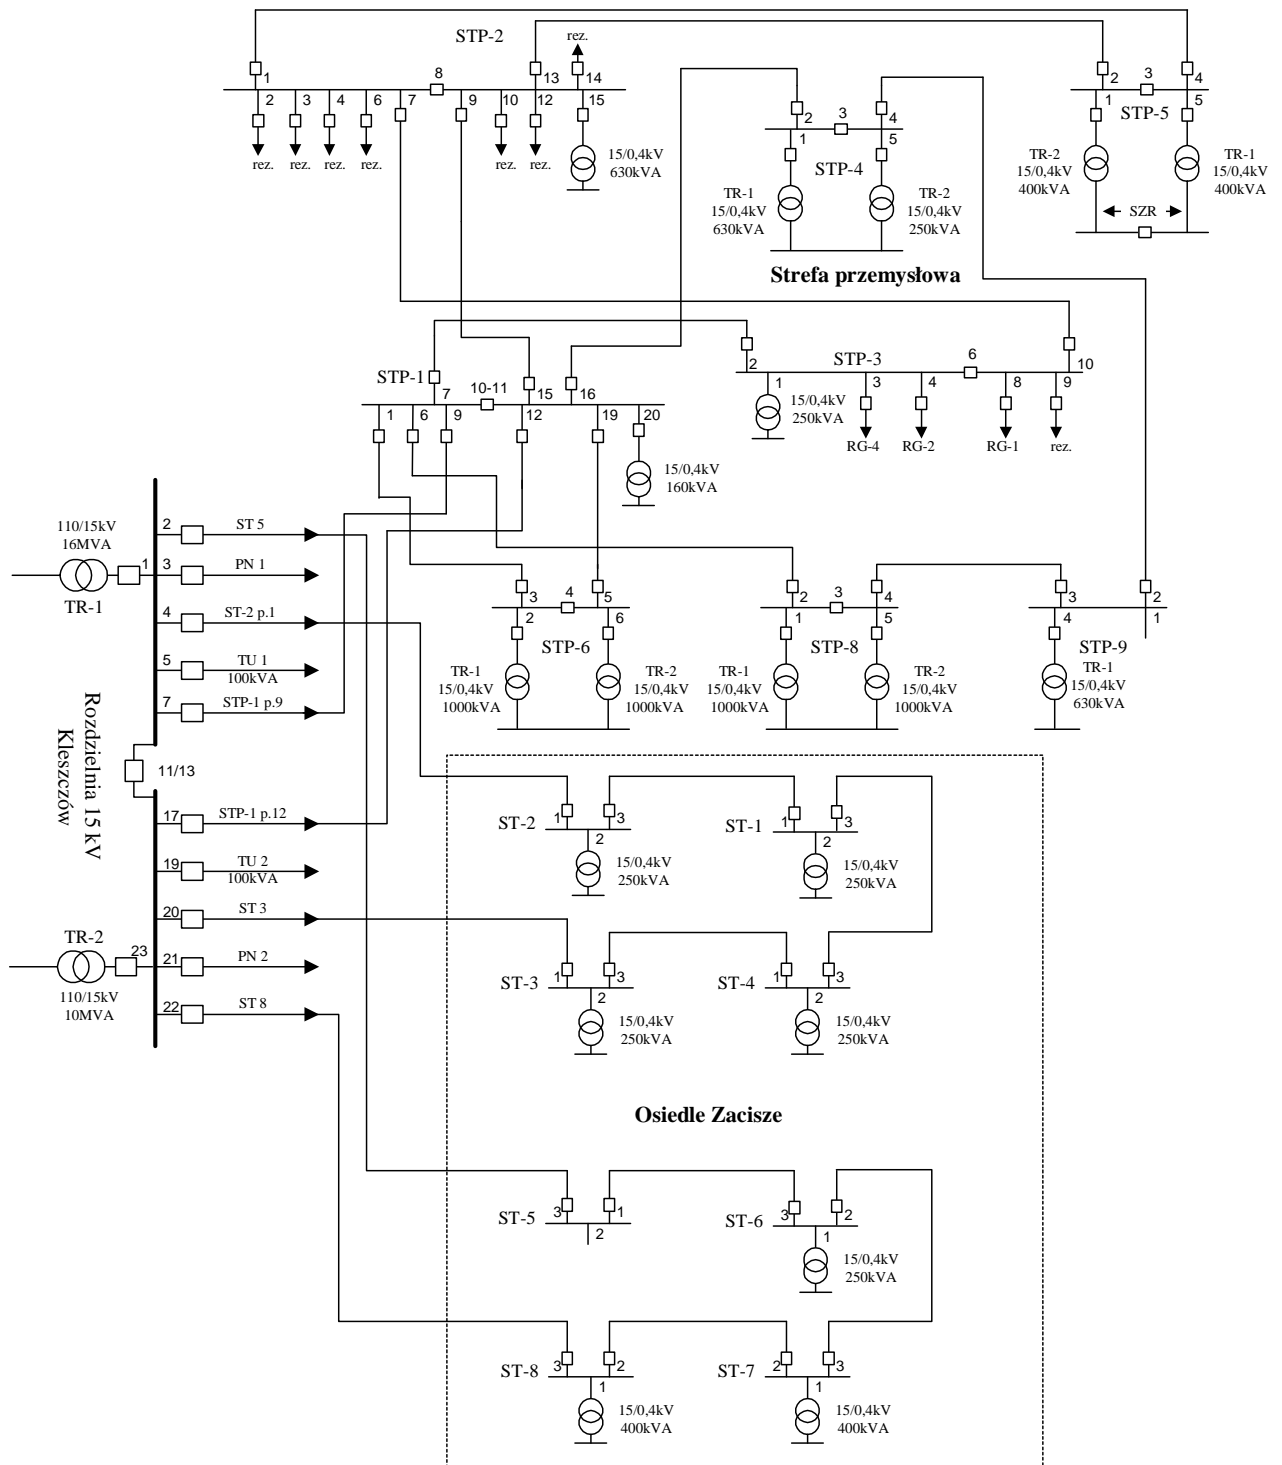 STP-2
rez.
8
13
14
1
2
3
4
6
7
9
10
12
15
rez.
rez.
rez.
rez.
rez.
rez.
15/0,4kV
630kVA
2
3
4
1
5
STP-4
TR-1
15/0,4kV
630kVA
TR-2
15/0,4kV
250kVA
2
3
4
1
5
STP-5
TR-2
15/0,4kV
400kVA
TR-1
15/0,4kV
400kVA
SZR
Strefa przemysłowa
STP-1
7
10-11
15
16
1
6
9
12
19
20
15/0,4kV
160kVA
STP-3
2
6
10
1
3
4
8
9
15/0,4kV
250kVA
RG-4
RG-2
RG-1
rez.
110/15kV
16MVA
TR-1
1
2
ST 5
3
PN 1
4
ST-2 p.1
5
TU 1
100kVA
7
STP-1 p.9
Rozdzielnia 15 kV
Kleszczów
11/13
17
STP-1 p.12
19
TU 2
100kVA
20
ST 3
TR-2
23
110/15kV
10MVA
21
PN 2
22
ST 8
3
4
5
2
6
STP-6
TR-1
15/0,4kV
1000kVA
TR-2
15/0,4kV
1000kVA
2
3
4
1
5
STP-8
TR-1
15/0,4kV
1000kVA
TR-2
15/0,4kV
1000kVA
3
2
4
1
STP-9
TR-1
15/0,4kV
630kVA
ST-2
1
3
2
15/0,4kV
250kVA
ST-1
1
3
2
15/0,4kV
250kVA
ST-3
1
3
2
15/0,4kV
250kVA
ST-4
1
3
2
15/0,4kV
250kVA
Osiedle Zacisze
ST-5
3
1
2
ST-6
3
2
1
15/0,4kV
250kVA
ST-8
3
2
1
15/0,4kV
400kVA
ST-7
2
3
1
15/0,4kV
400kVA